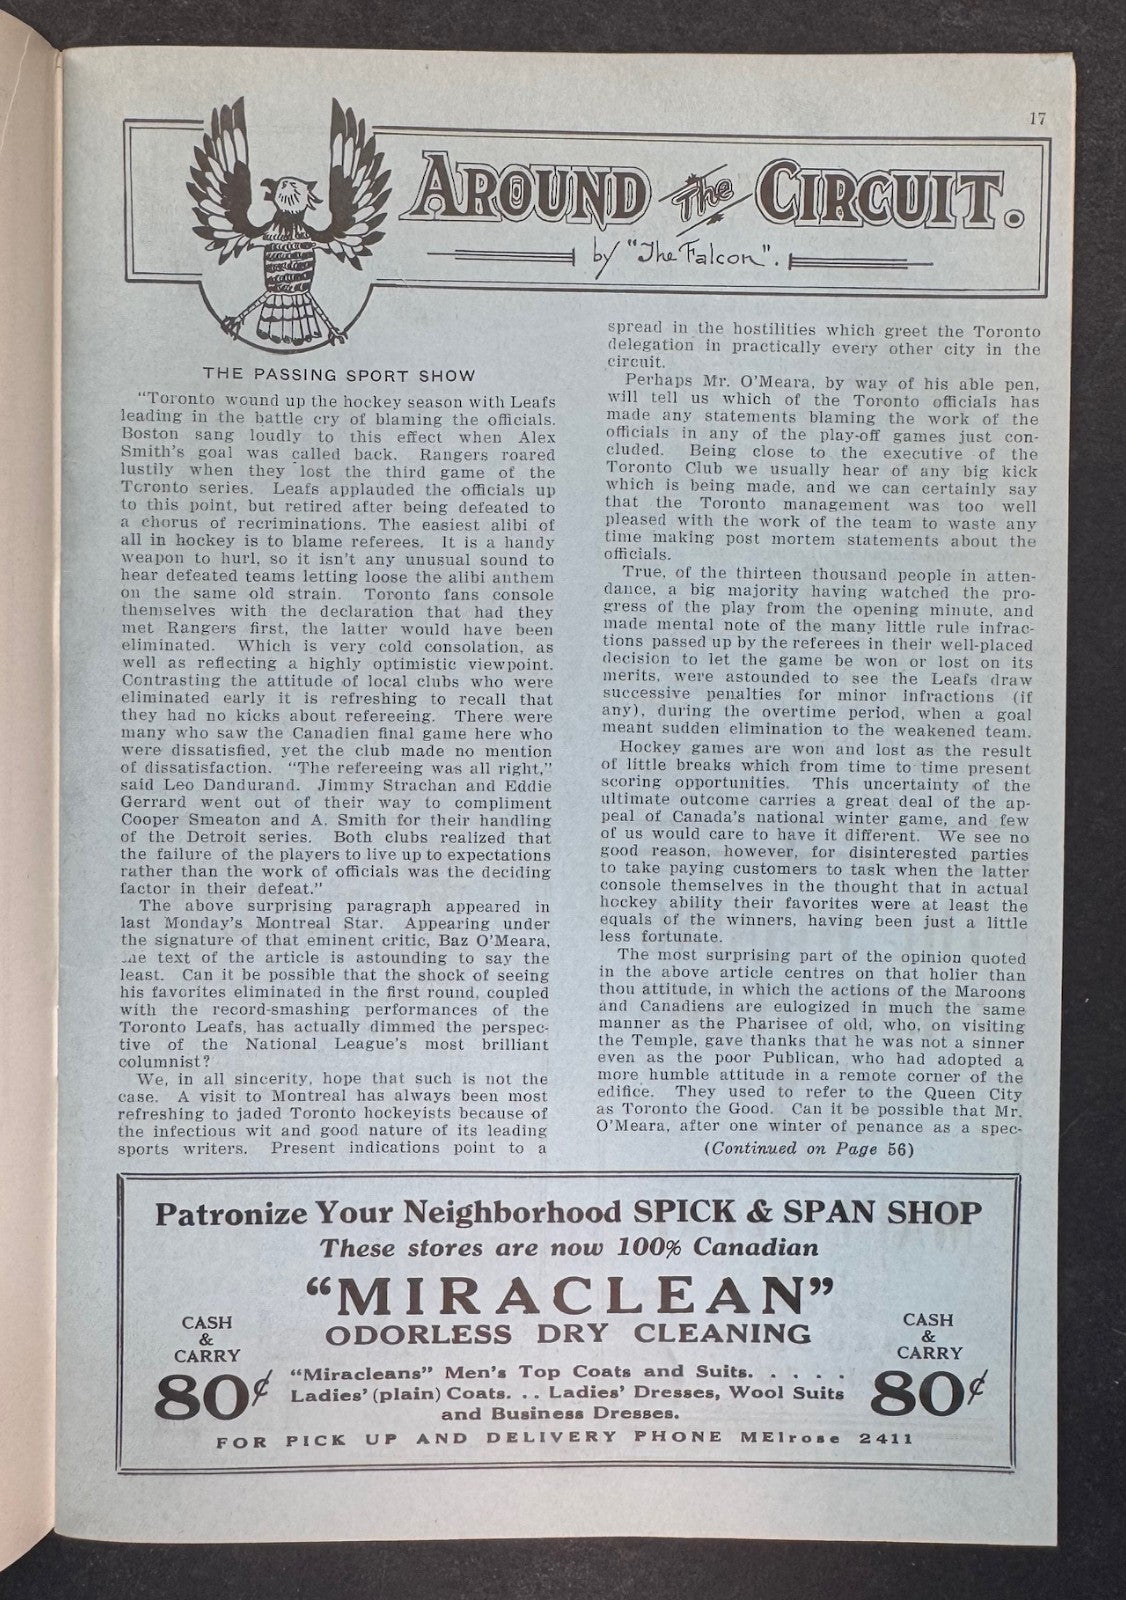 17
AROUND The CIRCUIT.
by "The Falcon".
THE PASSING SPORT SHOW
"Toronto wound up the hockey season with Leafs
leading in the battle cry of blaming the officials.
Boston sang loudly to this effect when Alex
Smith's goal was called back. Rangers roared
lustily when they lost the third game of the
Toronto series. Leafs applauded the officials up
to this point, but retired after being defeated to
a chorus of recriminations. The easiest alibi of
all in hockey is to blame referees. It is a handy
weapon to hurl, so it isn't any unusual sound to
hear defeated teams letting loose the alibi anthem
on the same old strain. Toronto fans console
themselves with the declaration that had they
met Rangers first, the latter would have been
eliminated. Which is very cold consolation, as
well as reflecting a highly optimistic viewpoint.
Contrasting the attitude of local clubs who were
eliminated early it is refreshing to recall that
they had no kicks about refereeing. There were
many who saw the Canadien final game here who
were dissatisfied, yet the club made no mention
of dissatisfaction. "The refereeing was all right,"
said Leo Dandurand. Jimmy Strachan and Eddie
Gerrard went out of their way to compliment
Cooper Smeaton and A. Smith for their handling
of the Detroit series. Both clubs realized that
the failure of the players to live up to expectations
rather than the work of officials was the deciding
factor in their defeat."
The above surprising paragraph appeared in
last Monday's Montreal Star. Appearing under
the signature of that eminent critic, Baz O'Meara,
text of the article is astounding to say the
least. Can it be possible that the shock of seeing
his favorites eliminated in the first round, coupled
with the record-smashing performances of the
Toronto Leafs, has actually dimmed the perspec-
tive of the National League's most brilliant
columnist?
We, in all sincerity, hope that such is not the
case. A visit to Montreal has always been most
refreshing to jaded Toronto hockeyists because of
the infectious wit and good nature of its leading
sports writers. Present indications point to a
spread in the hostilities which greet the Toronto
delegation in practically every other city in the
circuit.
Perhaps Mr. O'Meara, by way of his able pen,
will tell us which of the Toronto officials has
made any statements blaming the work of the
officials in any of the play-off games just con-
cluded. Being close to the executive of the
Toronto Club we usually hear of any big kick
which is being made, and we can certainly say
that the Toronto management was too well
pleased with the work of the team to waste any
time making post mortem statements about the
officials.
True, of the thirteen thousand people in atten-
dance, a big majority having watched the pro-
gress of the play from the opening minute, and
made mental note of the many little rule infrac-
tions passed up by the referees in their well-placed
decision to let the game be won or lost on its
merits, were astounded to see the Leafs draw
successive penalties for minor infractions (if
any), during the overtime period, when a goal
meant sudden elimination to the weakened team.
Hockey games are won and lost as the result
of little breaks which from time to time present
scoring opportunities. This uncertainty of the
ultimate outcome carries a great deal of the ap-
peal of Canada's national winter game, and few
of us would care to have it different. We see no
good reason, however, for disinterested parties
to take paying customers to task when the latter
console themselves in the thought that in actual
hockey ability their favorites were at least the
equals of the winners, having been just a little
less fortunate.
The most surprising part of the opinion quoted
in the above article centres on that holier than
thou attitude, in which the actions of the Maroons
and Canadiens are eulogized in much the same
manner as the Pharisee of old, who, on visiting
the Temple, gave thanks that he was not a sinner
even as the poor Publican, who had adopted a
more humble attitude in a remote corner of the
edifice. They used to refer to the Queen City
as Toronto the Good. Can it be possible that Mr.
O'Meara, after one winter of penance as a spec-
(Continued on Page 56)
Patronize Your Neighborhood SPICK & SPAN SHOP
These stores are now 100% Canadian
"MIRACLEAN"
ODORLESS DRY CLEANING
CASH
&
CARRY
80¢
"Miracleans" Men's Top Coats and Suits. . . . .
Ladies' (plain) Coats. . . Ladies' Dresses, Wool Suits
and Business Dresses.
CASH
&
CARRY
80¢
FOR PICK UP AND DELIVERY PHONE MElrose 2411